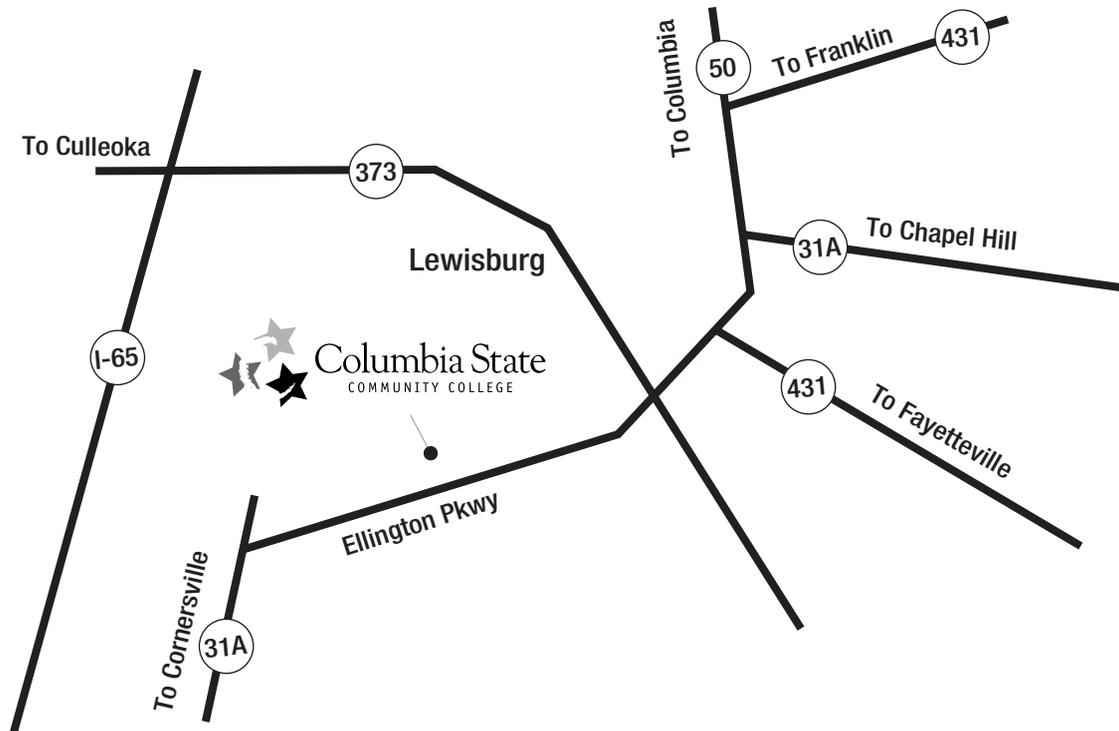 To Columbia
50
To Franklin
431
To Culleoka
373
To Chapel Hill
31A
Lewisburg
I-65
Columbia State
COMMUNITY COLLEGE
431
To Fayetteville
Ellington Pkwy
To Cornersville
31A